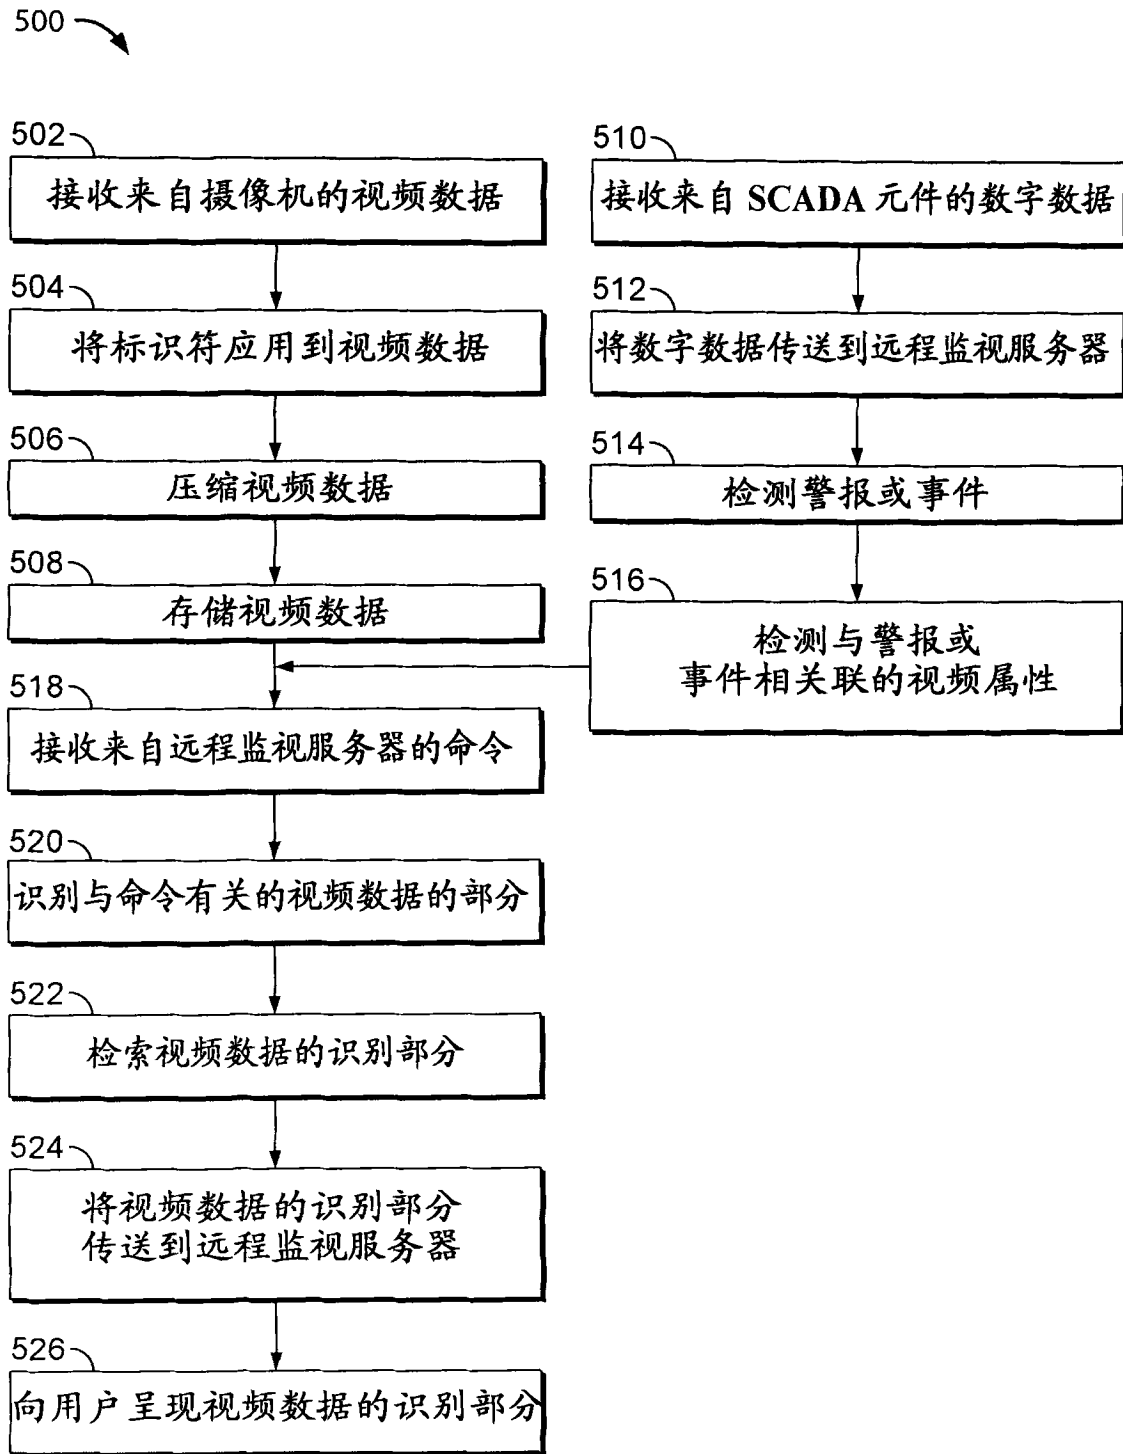 500
502
接收来自摄像机的视频数据
504
将标识符应用到视频数据
506
压缩视频数据
508
存储视频数据
510
接收来自 SCADA 元件的数字数据
512
将数字数据传送到远程监视服务器
514
检测警报或事件
516
检测与警报或
事件相关联的视频属性
518
接收来自远程监视服务器的命令
520
识别与命令有关的视频数据的部分
522
检索视频数据的识别部分
524
将视频数据的识别部分
传送到远程监视服务器
526
向用户呈现视频数据的识别部分